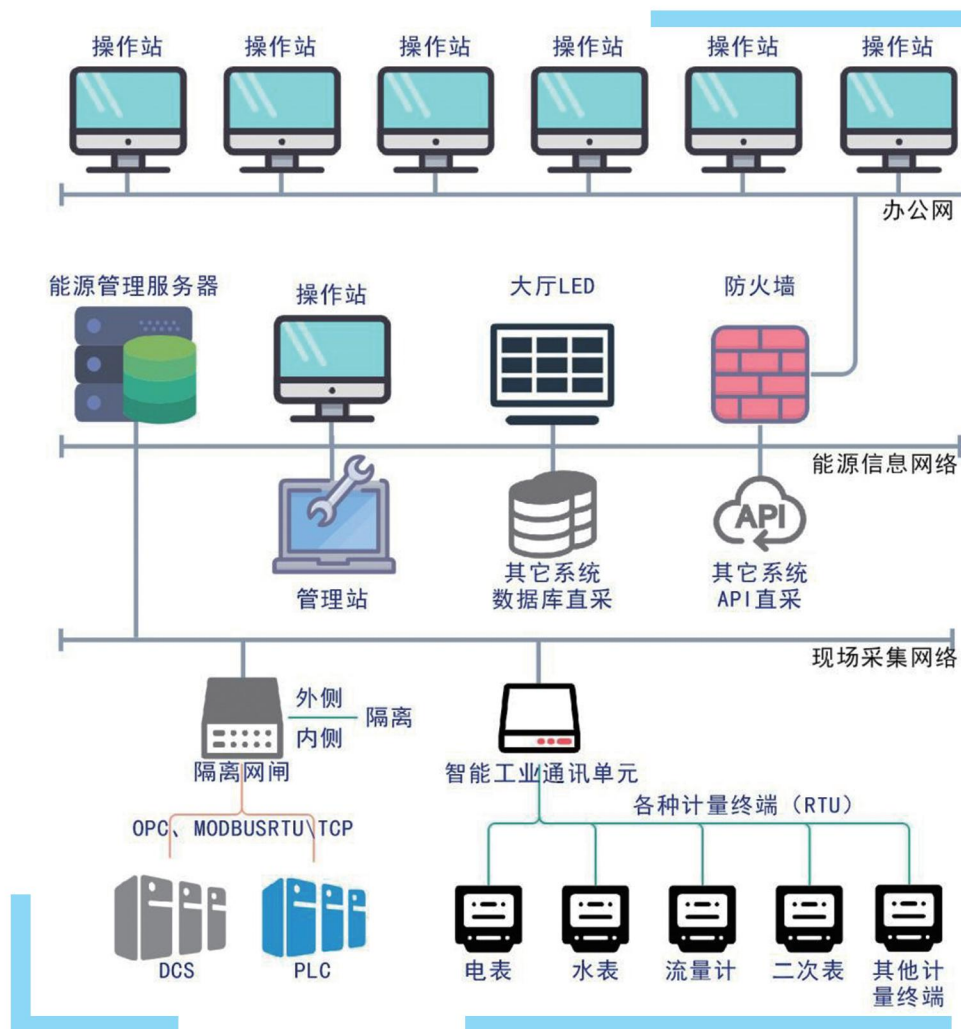 操作站 操作站 操作站 操作站 操作站 操作站
办公网
能源管理服务器 操作站 大厅LED 防火墙
能源信息网络
API
管理站
其它系统
数据库直采
其它系统
API直采
现场采集网络
外侧
隔离
内侧
隔离网闸
智能工业通讯单元
各种计量终端（RTU）
OPC、MODBUSRTU\TCP
DCS PLC 电表 水表 流量计 二次表 其他计
量终端